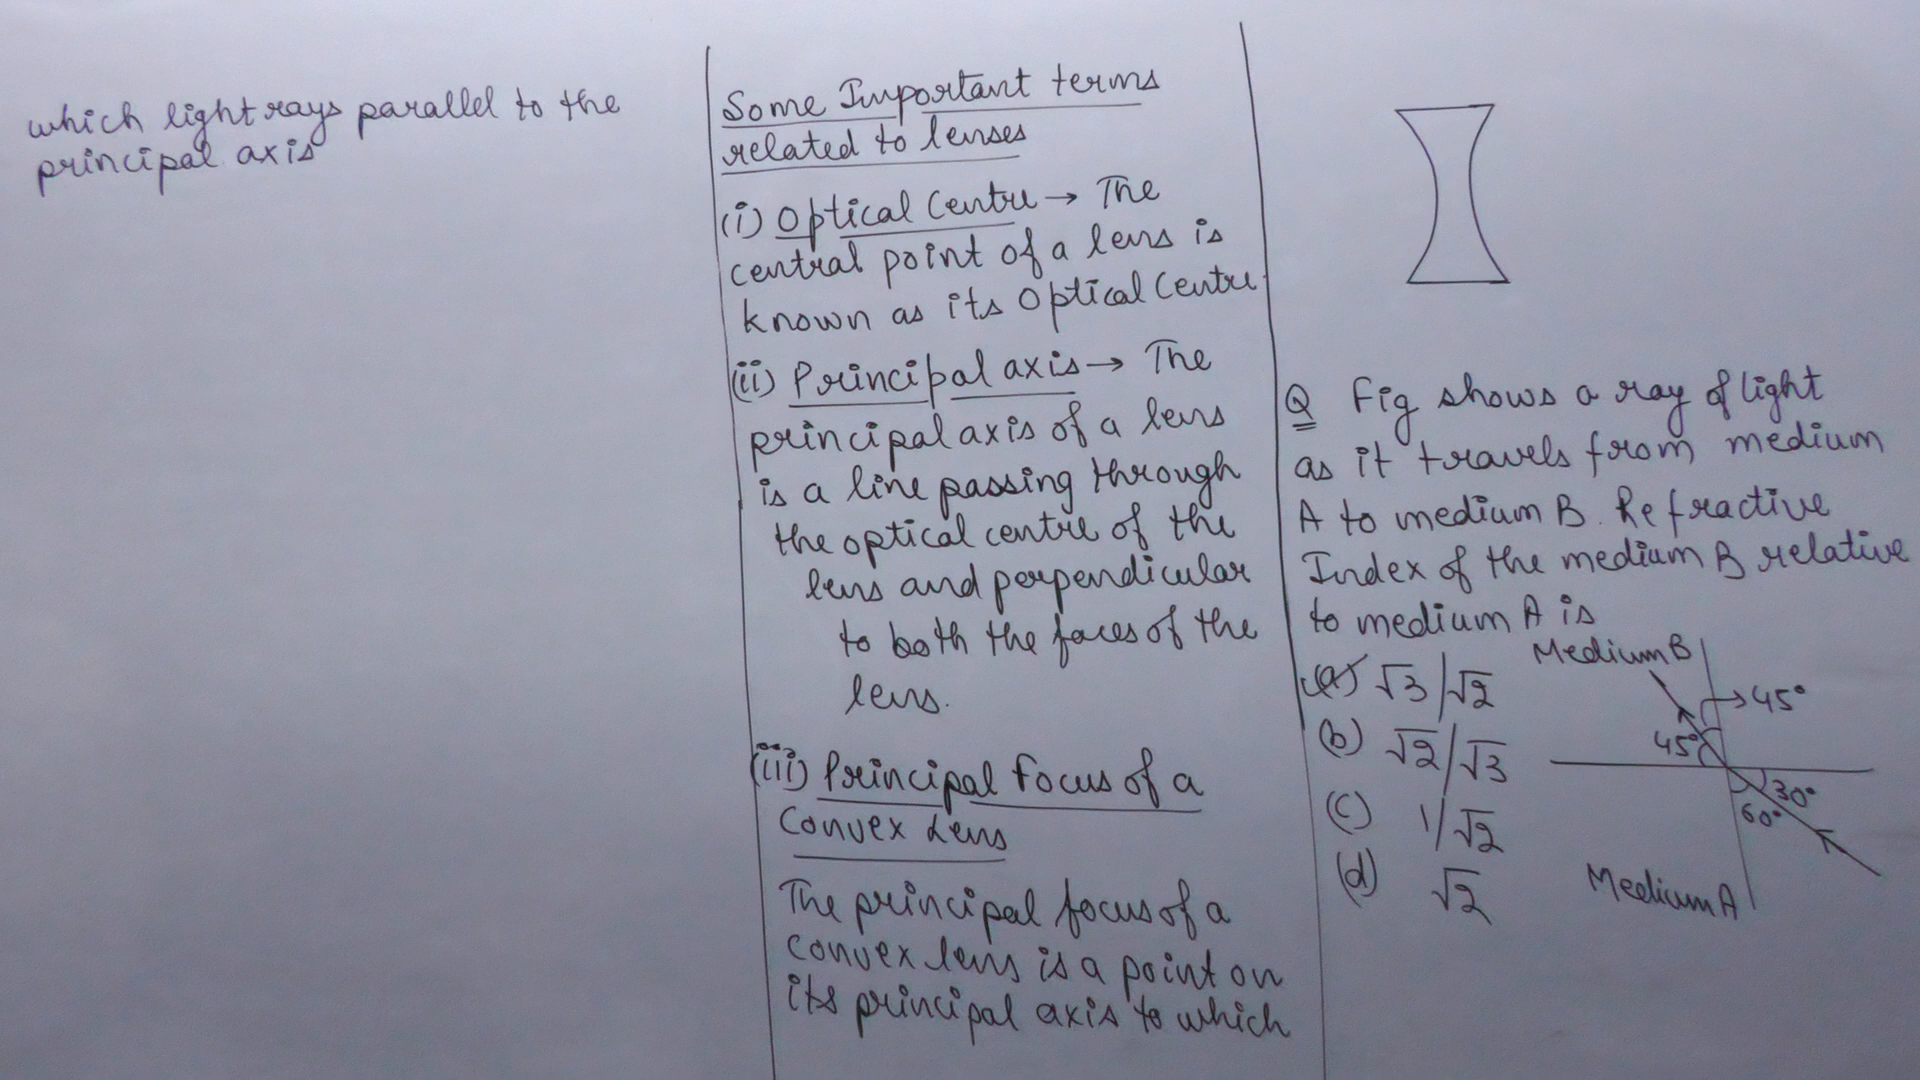 which light rays parallel to the
principal axis
Some Important terms
related to lenses
(i) Optical Centre → The
central point of a lens is
known as its Optical Centre
(ii) Principal axis → The
principal axis of a lens
is a line passing through
the optical centre of the
lens and perpendicular
to both the faces of the
lens.
(iii) Principal Focus of a
Convex Lens
The principal focus of a
convex lens is a point on
its principal axis to which
Q Fig shows a ray of light
as it travels from medium
A to medium B. Refractive
Index of the medium B relative
to medium A is
(a) √3/√2
(b) √2/√3
(c) 1/√2
(d) √2
Medium B
45°
45°
30°
60°
Medium A